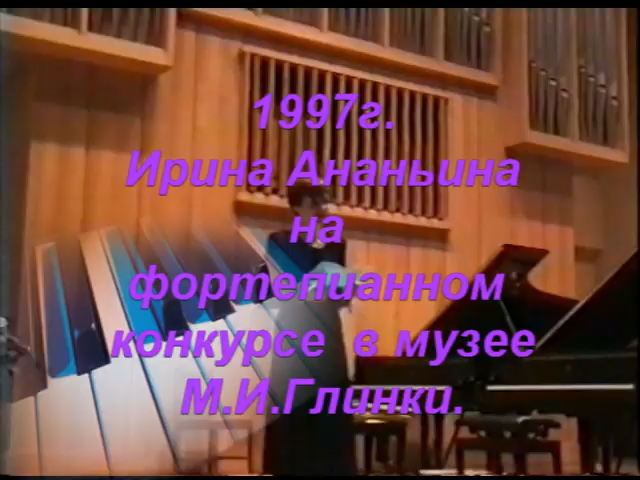 1997г.
Ирина Ананьина
на
фортепианном
конкурсе в музее
М.И.Глинки.